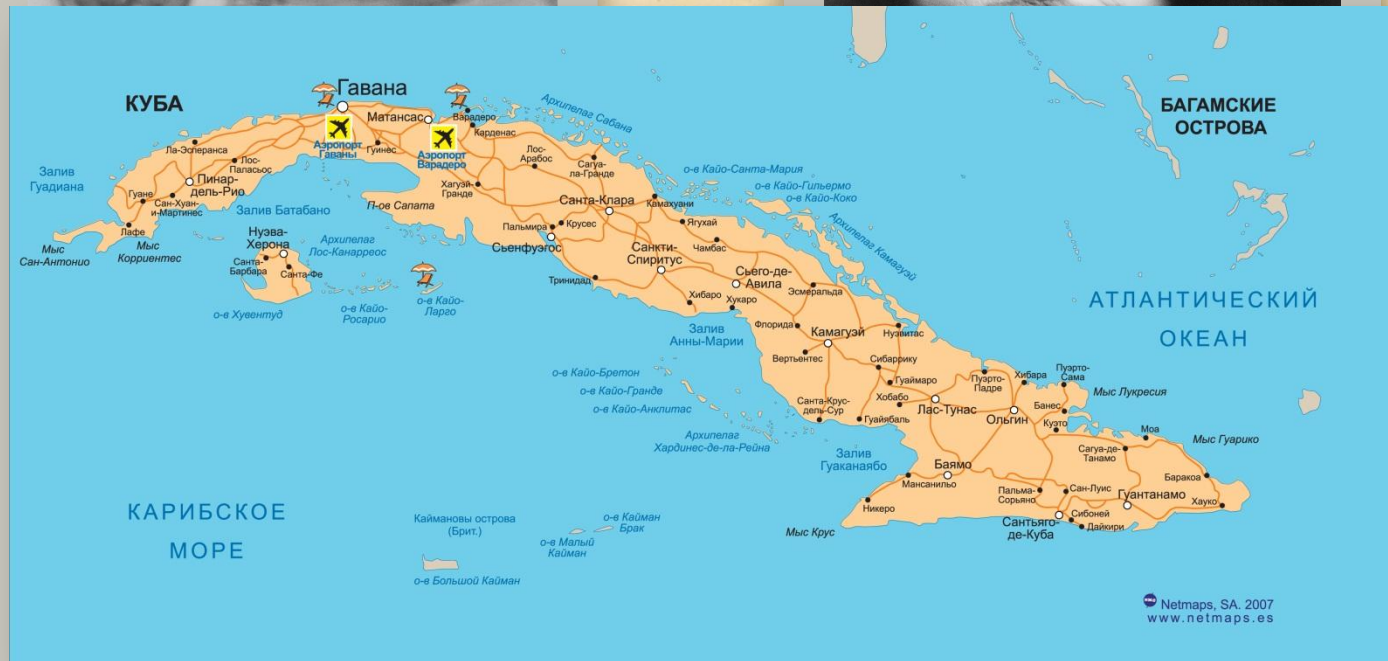 КУБА
Гавана
Матансас
Варадеро
Карденас
Архипелаг Сабана
БАГАМСКИЕ
ОСТРОВА
Аэропорт
Гаваны
Гуинес
Аэропорт
Варадеро
Ла-Эсперанса
Лос-
Паласьос
Залив
Гуадиана
Пинар-
дель-Рио
Гуане
Сан-Хуан-
и-Мартинес
Лафе
Мыс
Сан-Антонио
Мыс
Корриентес
Залив Батабано
Нуэва-
Херона
Санта-
Барбара
Санта-Фе
о-в Хувентуд
Архипелаг
Лос-Канарреос
о-в Кайо-
Росарио
о-в Кайо-
Ларго
П-ов Сапата
Хагуэй-
Гранде
Лос-
Арабос
Сагуа-
ла-Гранде
Санта-Клара
Камахуани
Пальмира
Крусес
Сьенфуэгос
Тринидад
Санкти-
Спиритус
Хибаро
Хукаро
Ягухай
Чамбас
Сьего-де-
Авила
о-в Кайо-Санта-Мария
о-в Кайо-Гильермо
о-в Кайо-Коко
Архипелаг Камагуэй
Эсмеральда
Флорида
Камагуэй
Нуэвитас
Вертьентес
Сибаррику
Гуаймаро
Залив
Анны-Марии
о-в Кайо-Бретон
о-в Кайо-Гранде
о-в Кайо-Анклитас
Архипелаг
Хардинес-де-ла-Рейна
Санта-Крус-
дель-Сур
Хобабо
Гуайябаль
Лас-Тунас
Пуэрто-
Падре
Хибара
Пуэрто-
Сама
Мыс Лукресия
Ольгин
Банес
Куэто
АТЛАНТИЧЕСКИЙ
ОКЕАН
Залив
Гуаканаябо
Баямо
Мансанильо
Никеро
Мыс Крус
Моа
Мыс Гуарико
Сагуа-де-
Танамо
Баракоа
Пальма-
Сорьяно
Сан-Луис
Гуантанамо
Хауко
Сантьяго-
де-Куба
Сибоней
Дайкири
КАРИБСКОЕ
МОРЕ
Каймановы острова
(Брит.)
о-в Кайман
Брак
о-в Малый
Кайман
о-в Большой Кайман
Netmaps, SA. 2007
www.netmaps.es